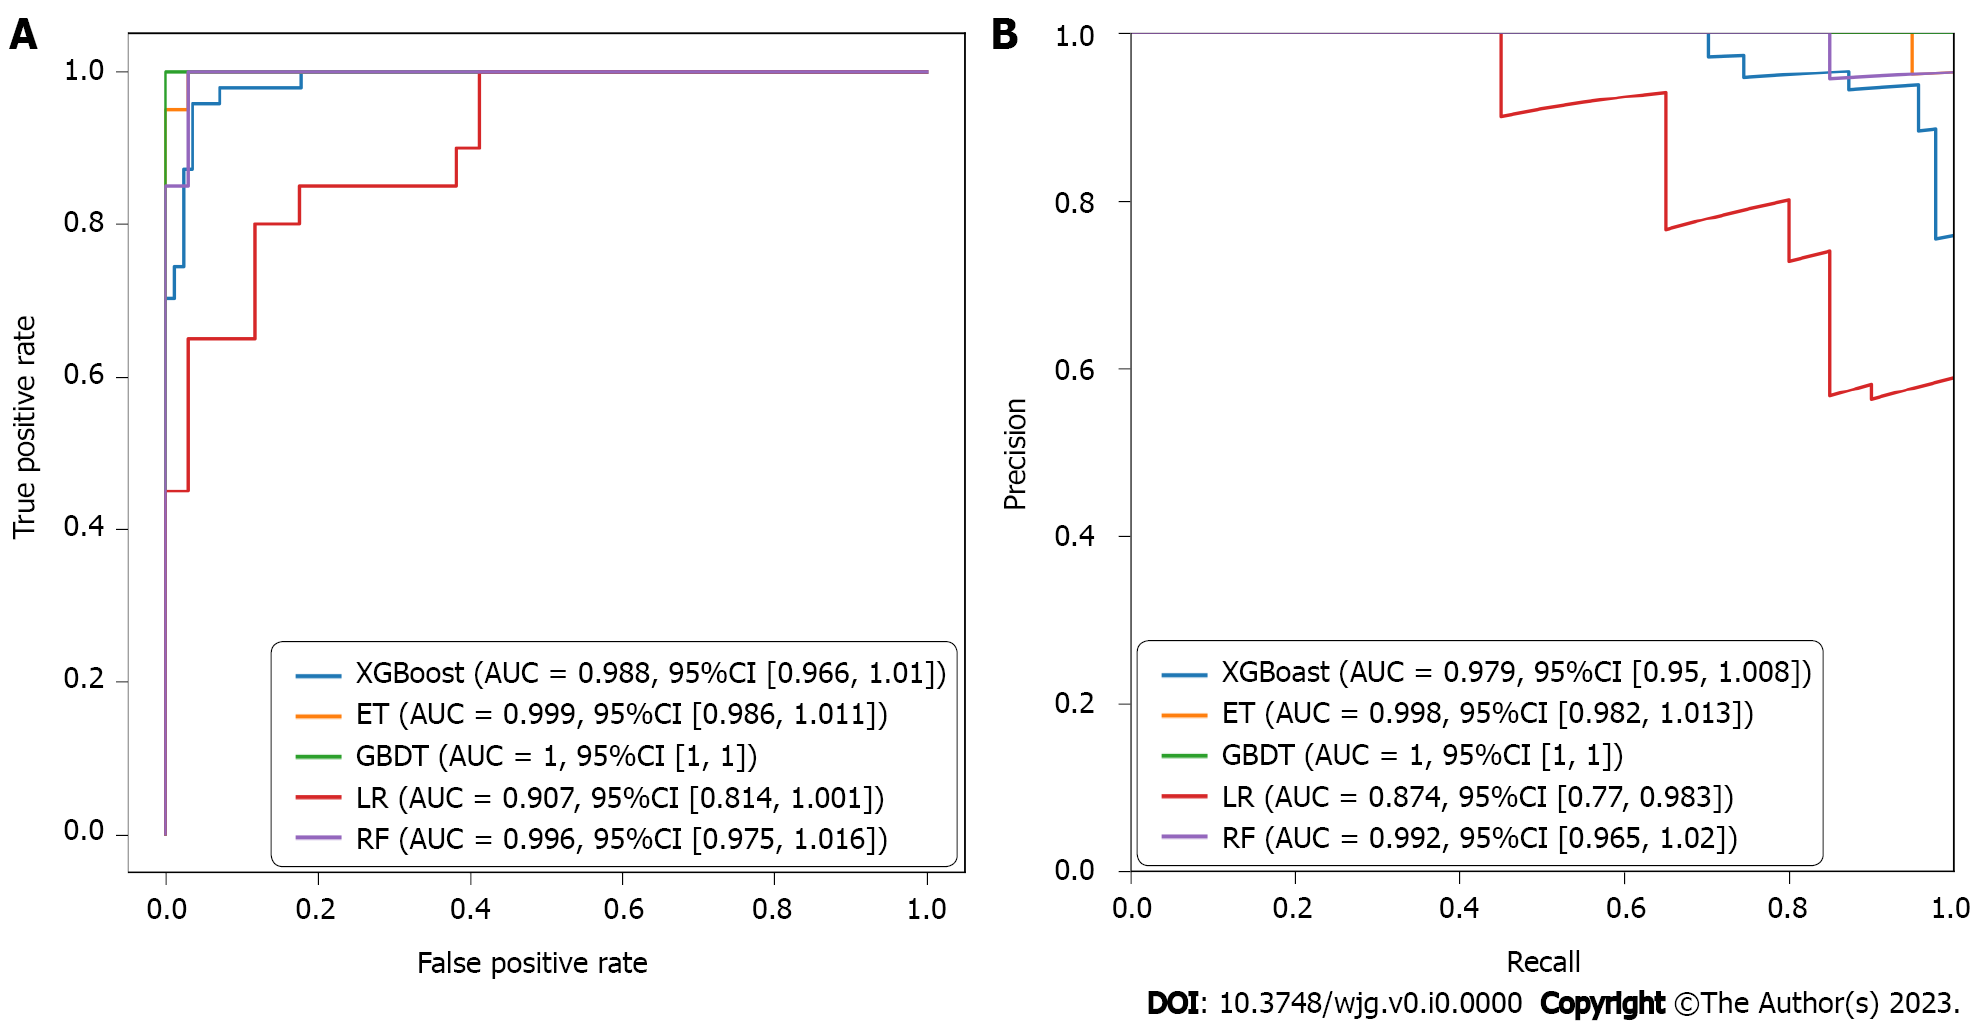 A
True positive rate
1.0
0.8
0.6
0.4
0.2
0.0
XGBoost (AUC = 0.988, 95%CI [0.966, 1.01])
ET (AUC = 0.999, 95%CI [0.986, 1.011])
GBDT (AUC = 1, 95%CI [1, 1])
LR (AUC = 0.907, 95%CI [0.814, 1.001])
RF (AUC = 0.996, 95%CI [0.975, 1.016])
0.0 0.2 0.4 0.6 0.8 1.0
False positive rate
B
Precision
1.0
0.8
0.6
0.4
0.2
0.0
XGBoast (AUC = 0.979, 95%CI [0.95, 1.008])
ET (AUC = 0.998, 95%CI [0.982, 1.013])
GBDT (AUC = 1, 95%CI [1, 1])
LR (AUC = 0.874, 95%CI [0.77, 0.983])
RF (AUC = 0.992, 95%CI [0.965, 1.02])
0.0 0.2 0.4 0.6 0.8 1.0
Recall
DOI: 10.3748/wjg.v0.i0.0000 Copyright ©The Author(s) 2023.